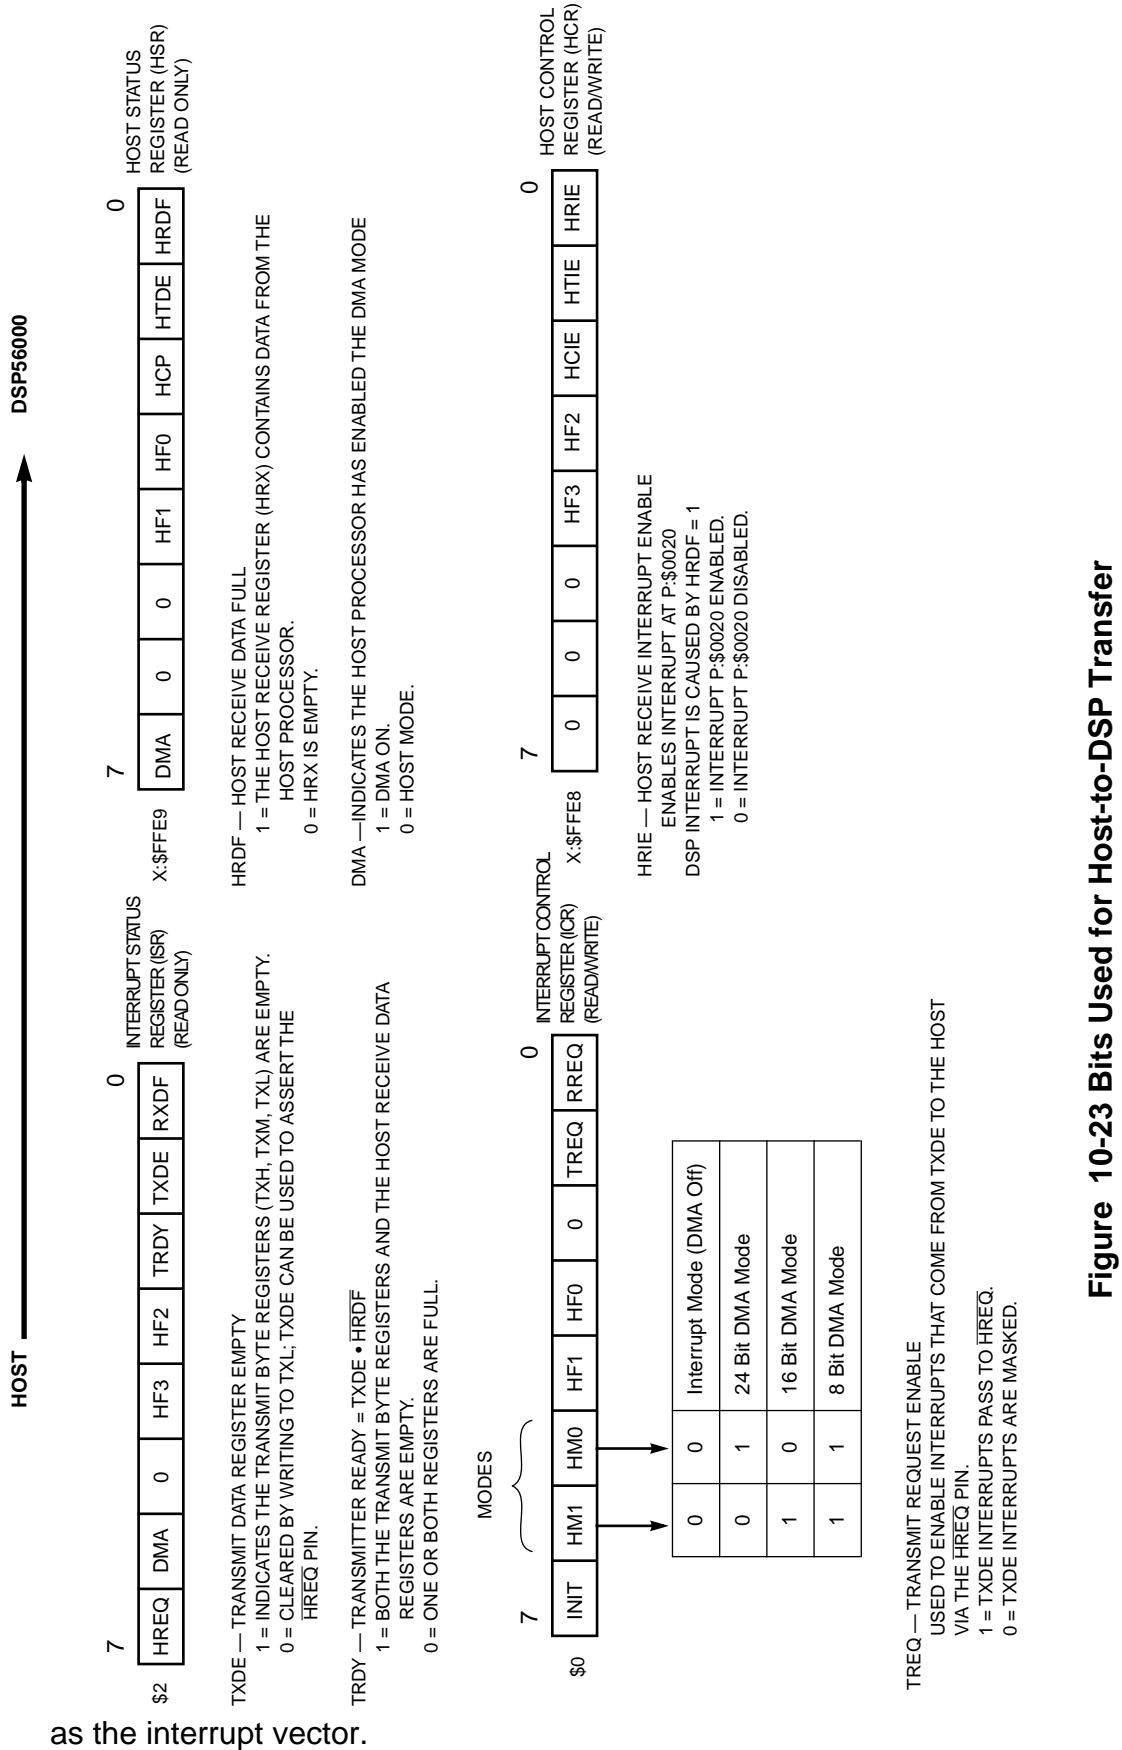 HOST DSP56000
7 0
$2 HREQ DMA 0 HF3 HF2 TRDY TXDE RXDF
INTERRUPT STATUS
REGISTER (ISR)
(READ ONLY)
TXDE — TRANSMIT DATA REGISTER EMPTY
1 = INDICATES THE TRANSMIT BYTE REGISTERS (TXH, TXM, TXL) ARE EMPTY.
0 = CLEARED BY WRITING TO TXL; TXDE CAN BE USED TO ASSERT THE
HREQ PIN.
TRDY — TRANSMITTER READY = TXDE • HRDF
1 = BOTH THE TRANSMIT BYTE REGISTERS AND THE HOST RECEIVE DATA
REGISTERS ARE EMPTY.
0 = ONE OR BOTH REGISTERS ARE FULL.
7 0
X:$FFE9 DMA 0 0 HF1 HF0 HCP HTDE HRDF
HOST STATUS
REGISTER (HSR)
(READ ONLY)
HRDF — HOST RECEIVE DATA FULL
1 = THE HOST RECEIVE REGISTER (HRX) CONTAINS DATA FROM THE
HOST PROCESSOR.
0 = HRX IS EMPTY.
DMA —INDICATES THE HOST PROCESSOR HAS ENABLED THE DMA MODE
1 = DMA ON.
0 = HOST MODE.
MODES
7 0
$0 INIT HM1 HM0 HF1 HF0 0 TREQ RREQ
INTERRUPT CONTROL
REGISTER (ICR)
(READ/WRITE)
0 0 Interrupt Mode (DMA Off)
0 1 24 Bit DMA Mode
1 0 16 Bit DMA Mode
1 1 8 Bit DMA Mode
TREQ — TRANSMIT REQUEST ENABLE
USED TO ENABLE INTERRUPTS THAT COME FROM TXDE TO THE HOST
VIA THE HREQ PIN.
1 = TXDE INTERRUPTS PASS TO HREQ.
0 = TXDE INTERRUPTS ARE MASKED.
7 0
X:$FFE8 0 0 0 HF3 HF2 HCIE HTIE HRIE
HOST CONTROL
REGISTER (HCR)
(READ/WRITE)
HRIE — HOST RECEIVE INTERRUPT ENABLE
ENABLES INTERRUPT AT P:$0020
DSP INTERRUPT IS CAUSED BY HRDF = 1
1 = INTERRUPT P:$0020 ENABLED.
0 = INTERRUPT P:$0020 DISABLED.
Figure 10-23 Bits Used for Host-to-DSP Transfer
as the interrupt vector.